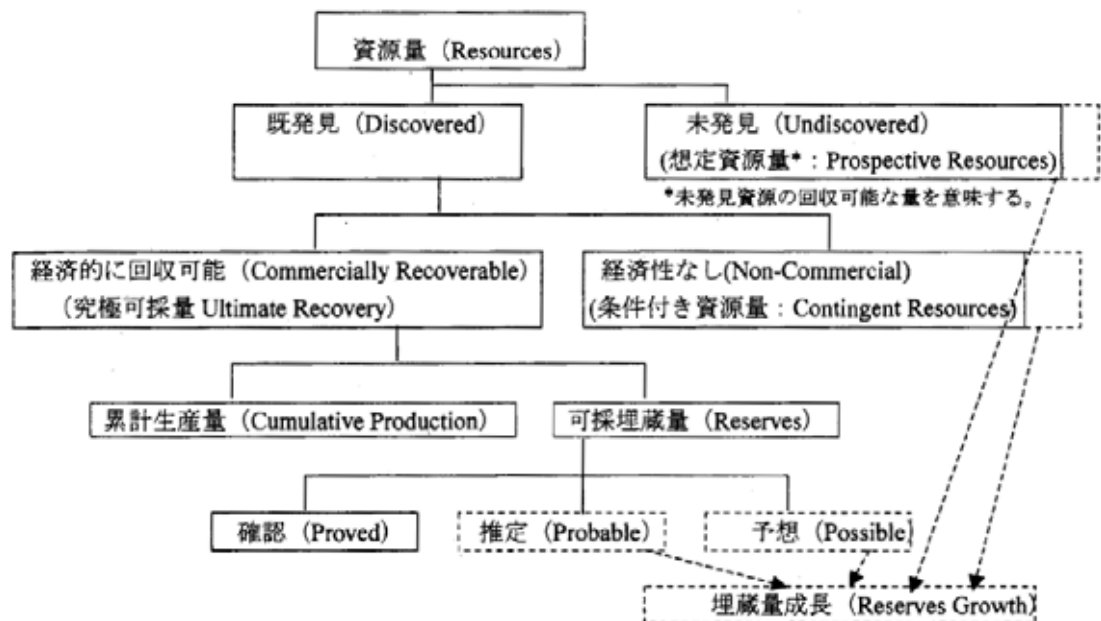 資源量（Resources）
既発見（Discovered）
未発見（Undiscovered）
(想定資源量*：Prospective Resources)
*未発見資源の回収可能な量を意味する。
経済的に回収可能（Commercially Recoverable）
（究極可採量 Ultimate Recovery）
経済性なし(Non-Commercial)
(条件付き資源量：Contingent Resources)
累計生産量（Cumulative Production）
可採埋蔵量（Reserves）
確認（Proved）
推定（Probable）
予想（Possible）
埋蔵量成長（Reserves Growth）